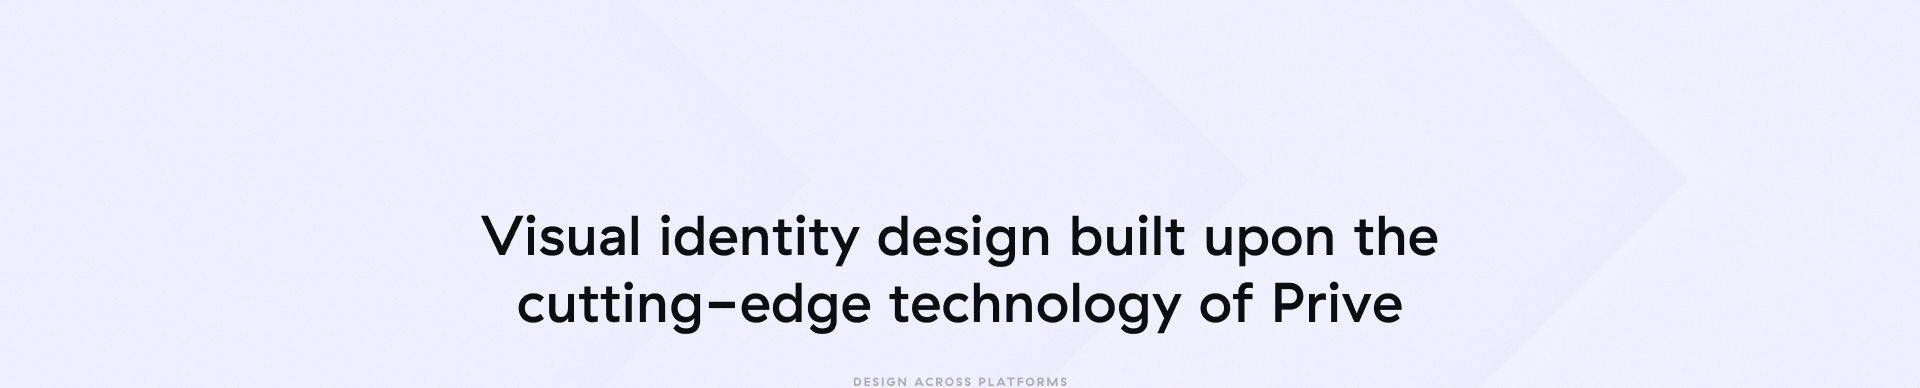 Visual identity design built upon the
cutting-edge technology of Prive
DESIGN ACROSS PLATFORMS